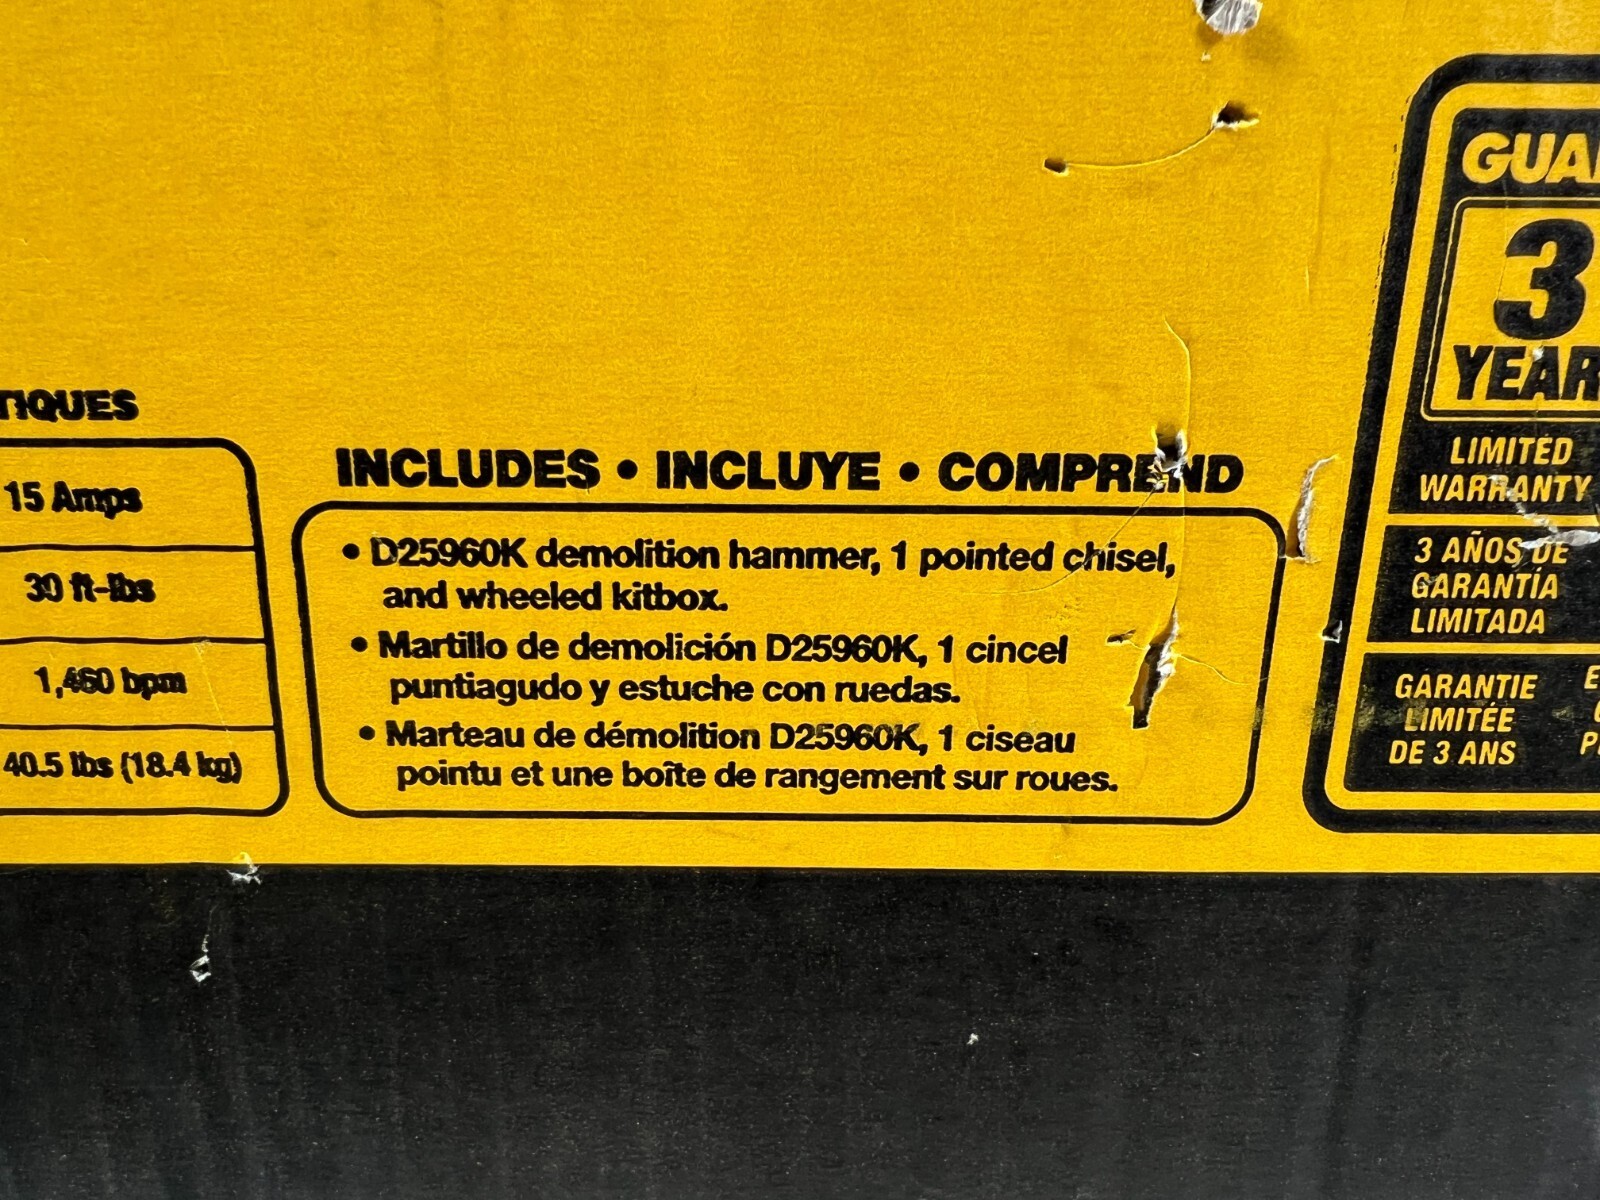 TIQUES
15 Amps
30 ft-lbs
1,460 bpm
40.5 lbs (18.4 kg)
INCLUDES • INCLUYE • COMPREND
• D25960K demolition hammer, 1 pointed chisel,
and wheeled kitbox.
• Martillo de demolición D25960K, 1 cincel
puntiagudo y estuche con ruedas.
• Marteau de démolition D25960K, 1 ciseau
pointu et une boîte de rangement sur roues.
GUA
3
YEAR
LIMITED
WARRANTY
3 AÑOS DE
GARANTÍA
LIMITADA
GARANTIE
LIMITÉE
DE 3 ANS